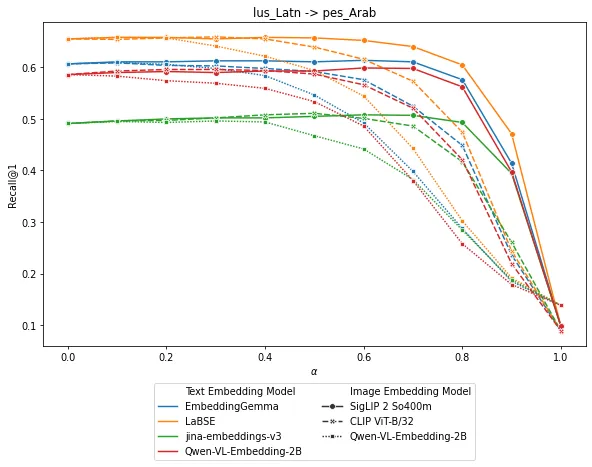 lus_Latn -> pes_Arab
Recall@1
0.6
0.5
0.4
0.3
0.2
0.1
0.0 0.2 0.4 0.6 0.8 1.0
α
Text Embedding Model
EmbeddingGemma
LaBSE
jina-embeddings-v3
Qwen-VL-Embedding-2B
Image Embedding Model
SigLIP 2 So400m
CLIP ViT-B/32
Qwen-VL-Embedding-2B